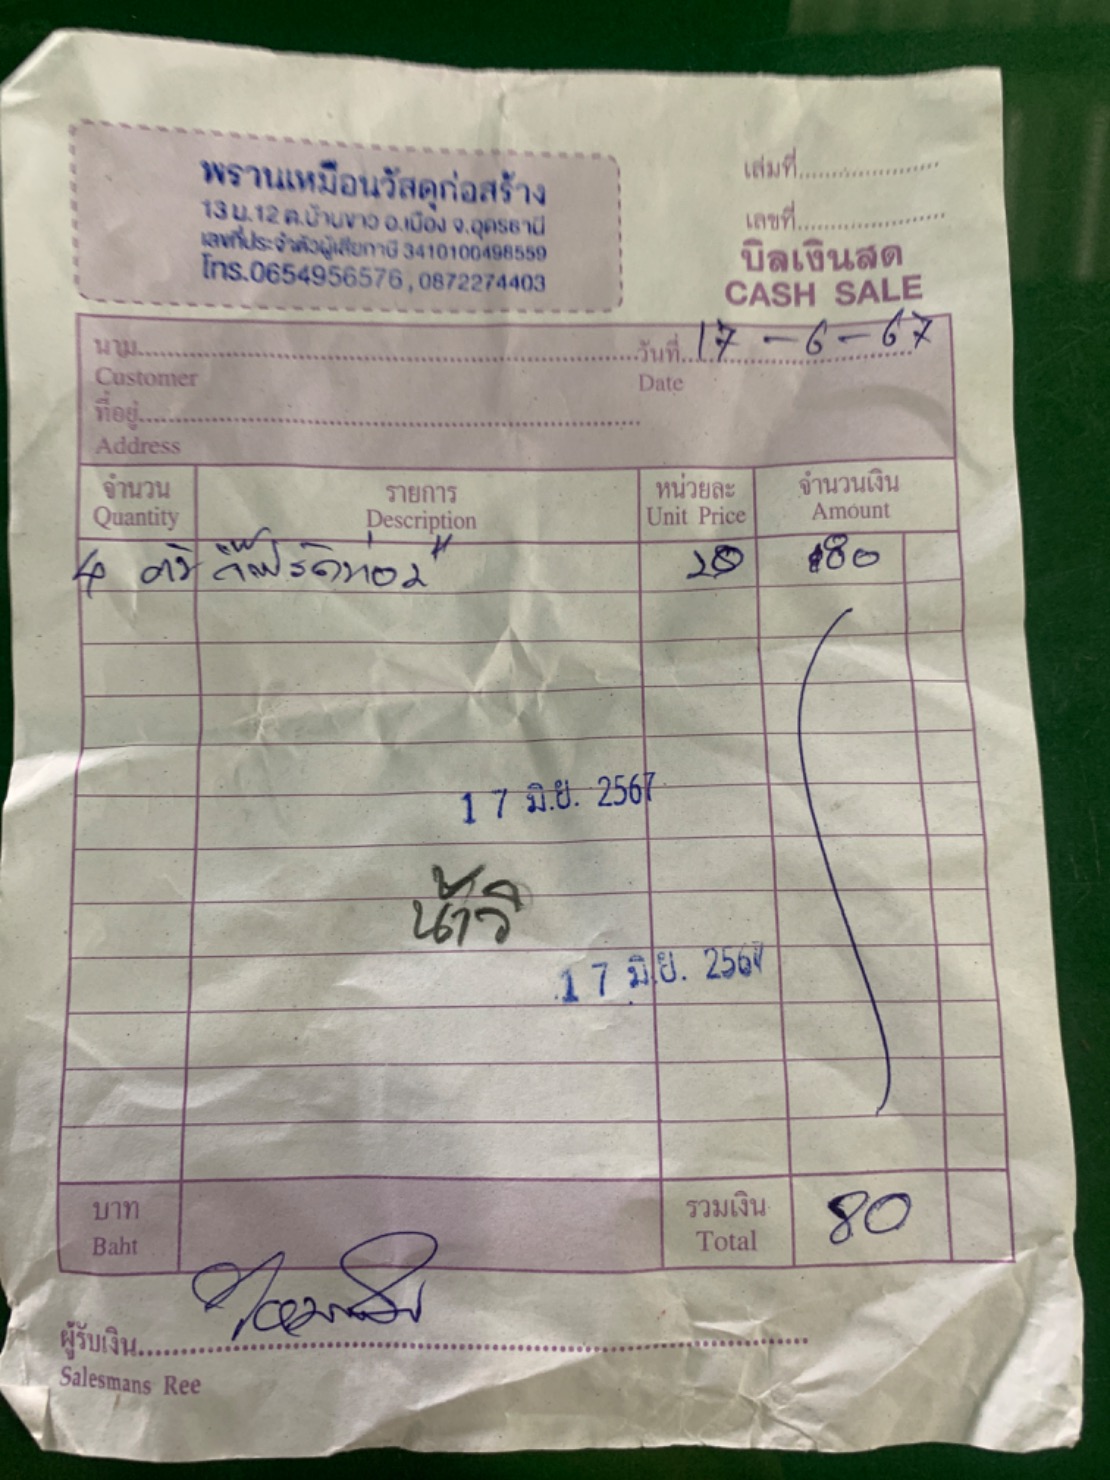 พรานเหมือนวัสดุก่อสร้าง
13 ม.12 ต.บ้านขาว อ.เมือง จ.อุดรธานี
เลขที่ประจำตัวผู้เสียภาษี 3410100498559
โทร.0654956576, 0872274403
เล่มที่
เลขที่
บิลเงินสด
CASH SALE
นาม วันที่ 17-6-67
Customer Date
ที่อยู่
Address
จำนวน รายการ หน่วยละ จำนวนเงิน
Quantity Description Unit Price Amount
4 20 80
17 มิ.ย. 2567
น้าวี
17 มิ.ย. 2567
บาท รวมเงิน 80
Baht Total
ผู้รับเงิน
Salesmans Ree